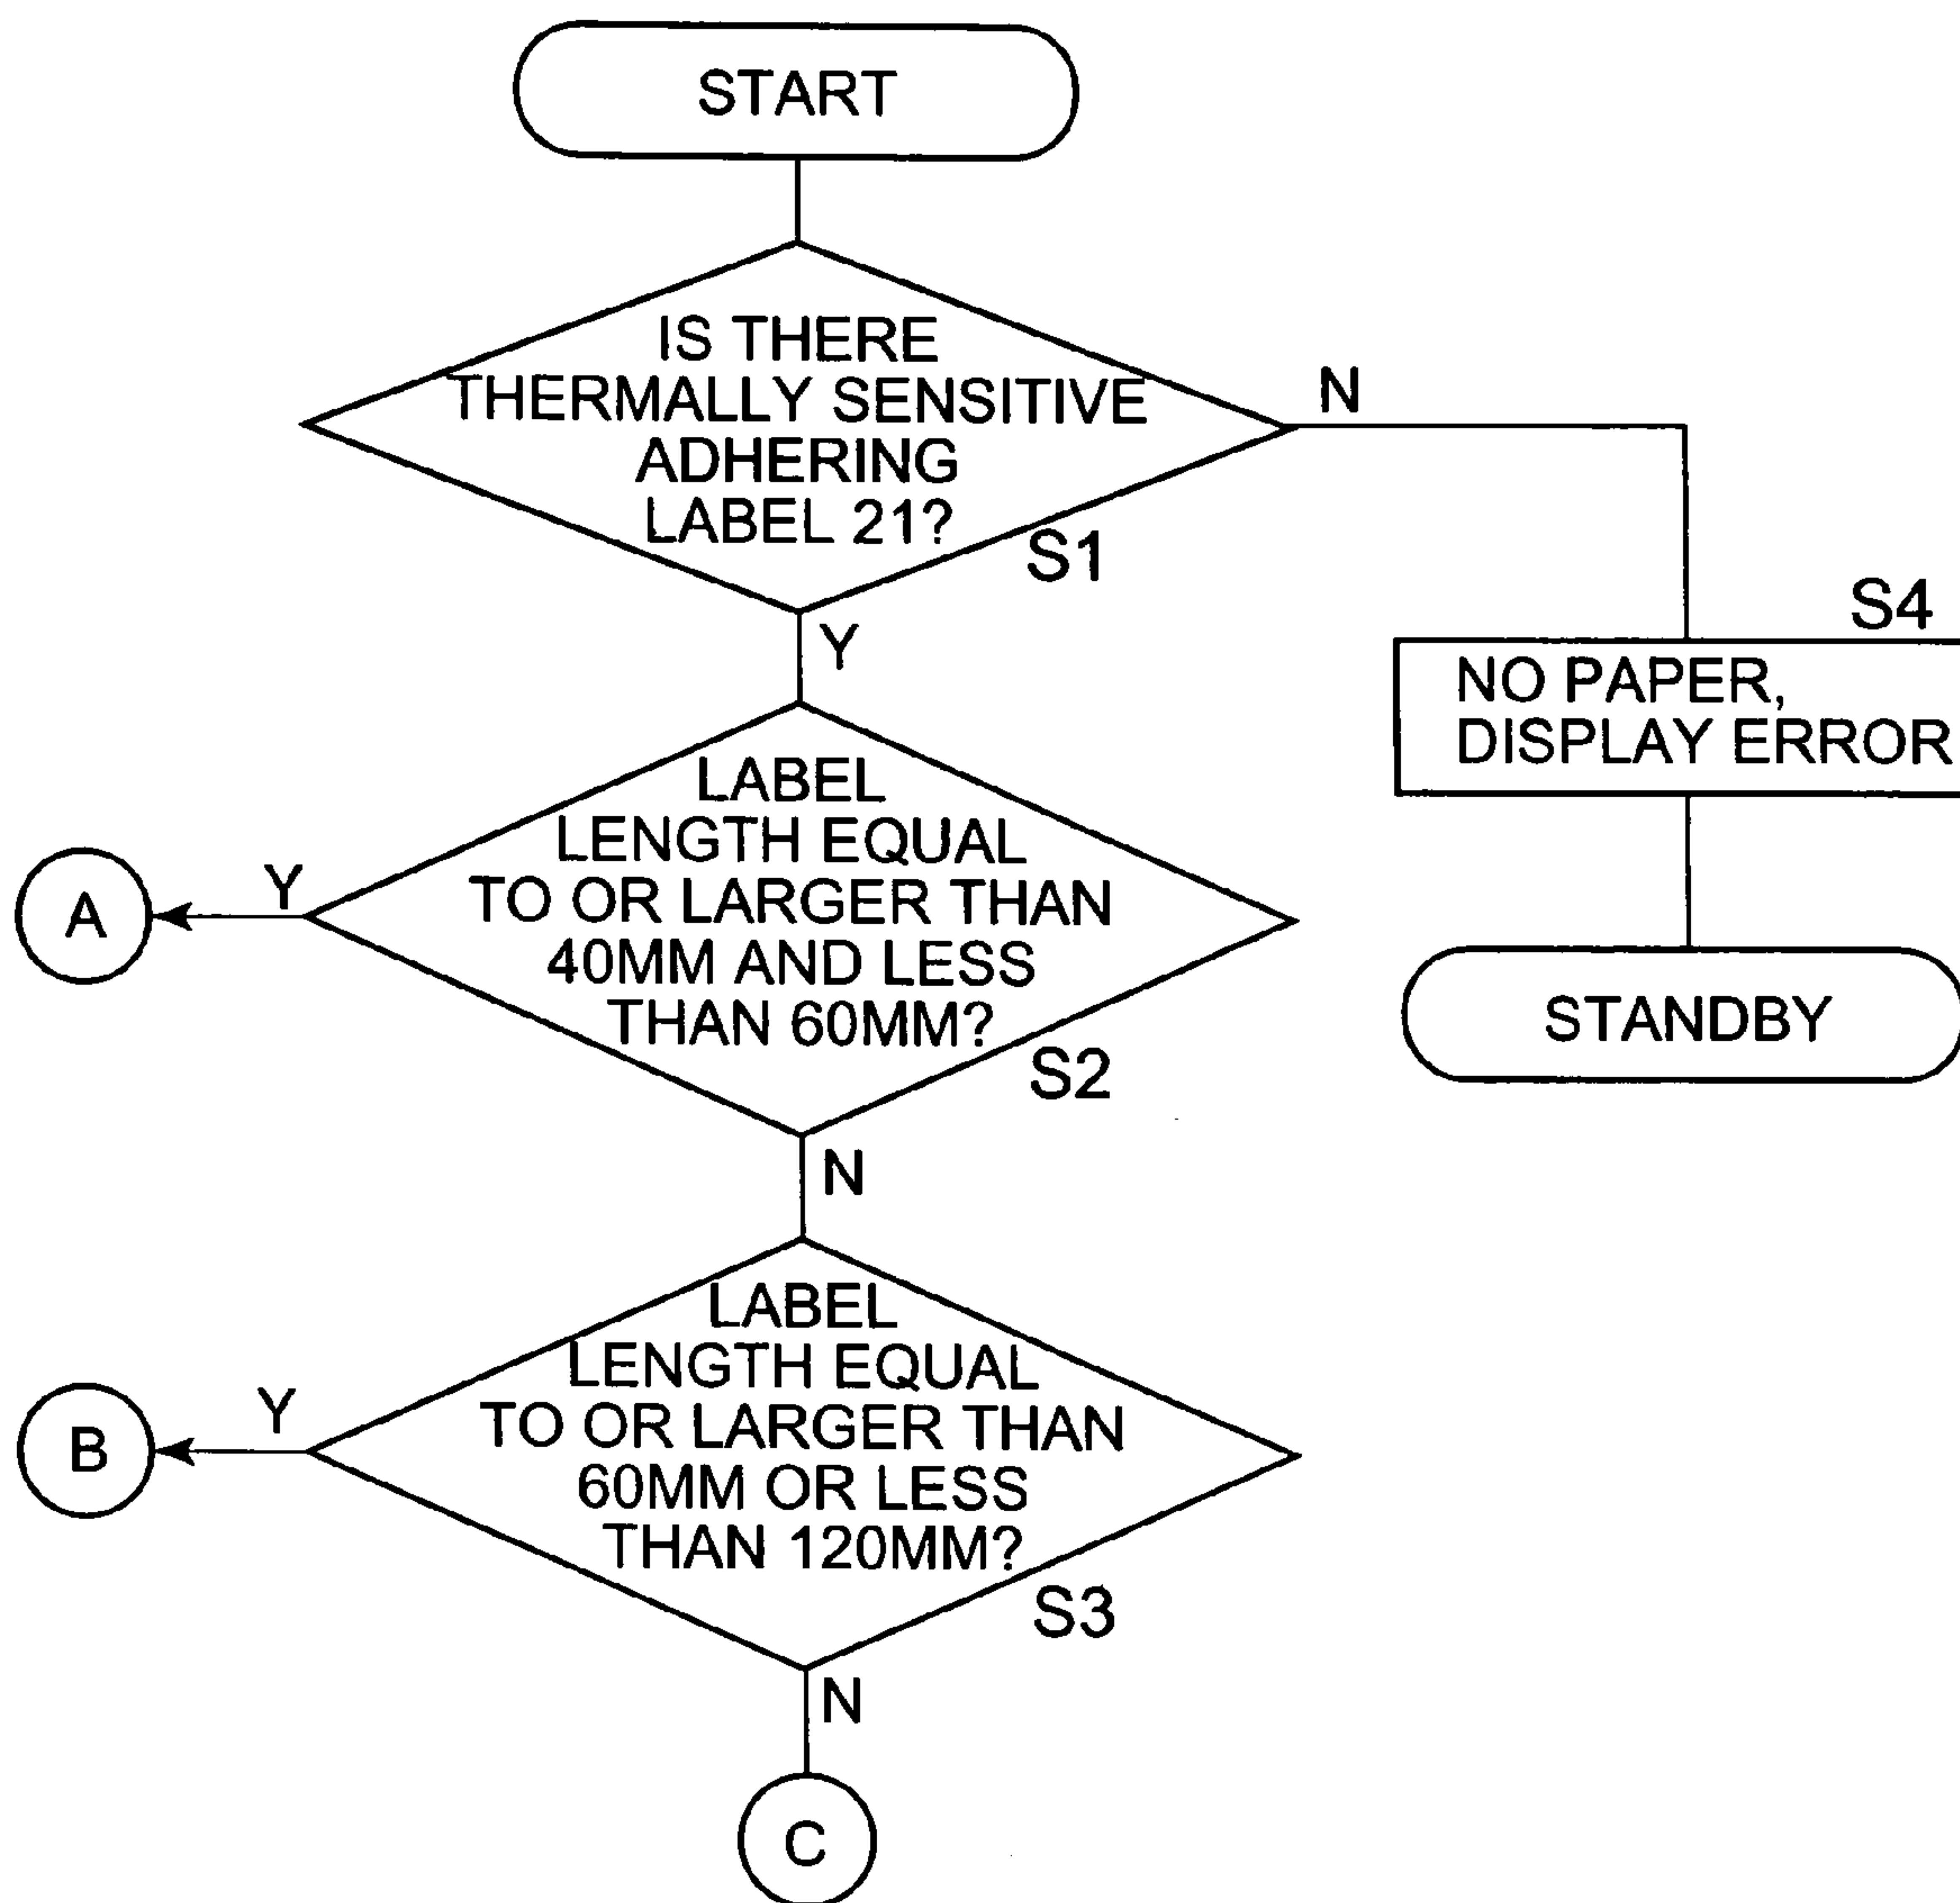 START
IS THERE
THERMALLY SENSITIVE
ADHERING
LABEL 21?
S1
N
Y
S4
NO PAPER,
DISPLAY ERROR
STANDBY
LABEL
LENGTH EQUAL
TO OR LARGER THAN
40MM AND LESS
THAN 60MM?
S2
Y
A
N
LABEL
LENGTH EQUAL
TO OR LARGER THAN
60MM OR LESS
THAN 120MM?
S3
Y
B
N
C